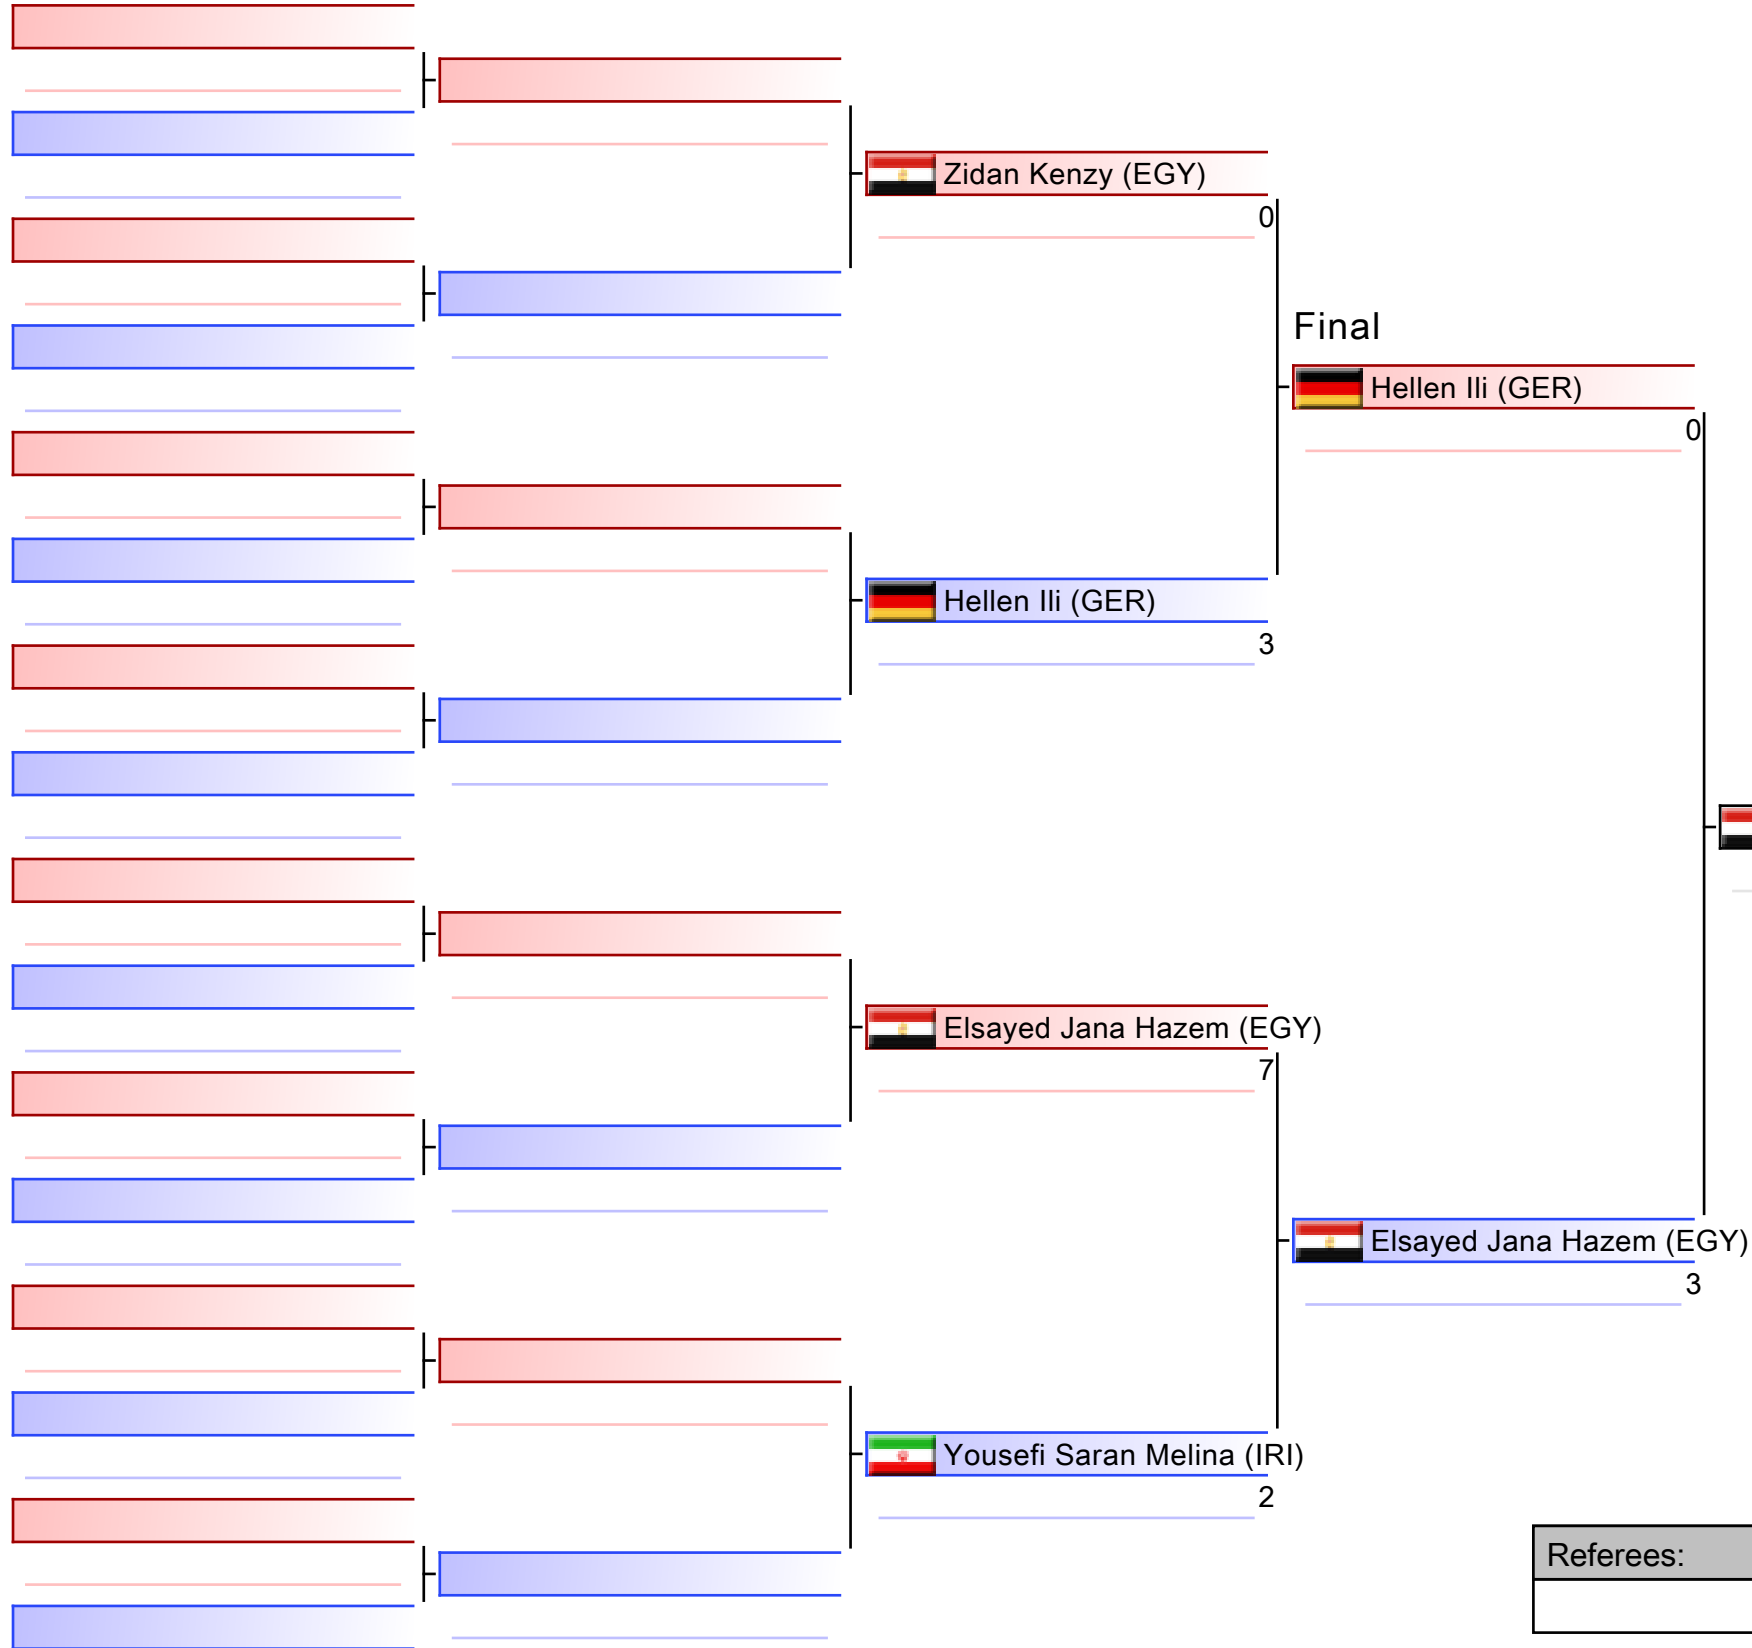 Zidan Kenzy (EGY)
0
Final
Hellen Ili (GER)
0
Hellen Ili (GER)
3
Elsayed Jana Hazem (EGY)
7
Elsayed Jana Hazem (EGY)
3
Yousefi Saran Melina (IRI)
2
Referees: